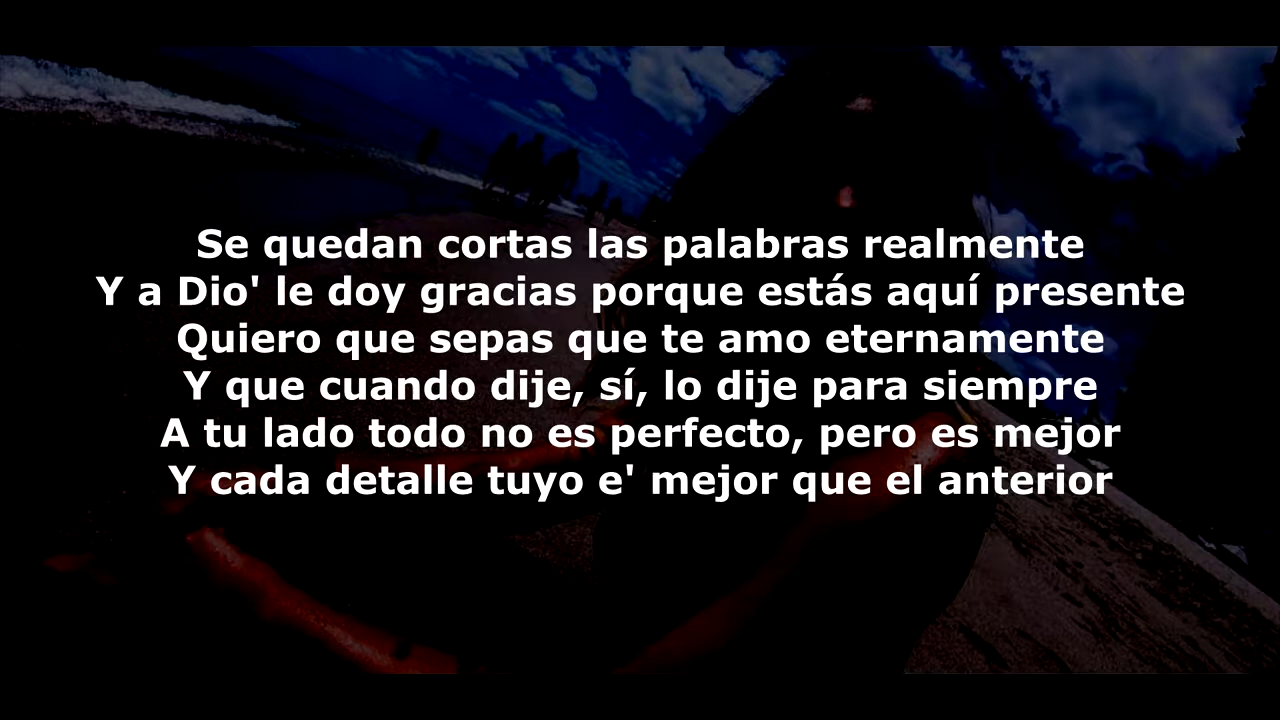 Se quedan cortas las palabras realmente
Y a Dio' le doy gracias porque estás aquí presente
Quiero que sepas que te amo eternamente
Y que cuando dije, sí, lo dije para siempre
A tu lado todo no es perfecto, pero es mejor
Y cada detalle tuyo e' mejor que el anterior